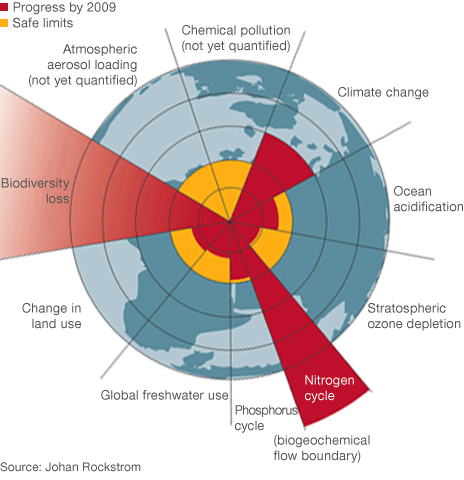 Progress by 2009
Safe limits
Chemical pollution
(not yet quantified)
Atmospheric
aerosol loading
(not yet quantified)
Climate change
Biodiversity
loss
Ocean
acidification
Change in
land use
Stratospheric
ozone depletion
Global freshwater use
Phosphorus
cycle
Nitrogen
cycle
(biogeochemical
flow boundary)
Source: Johan Rockstrom